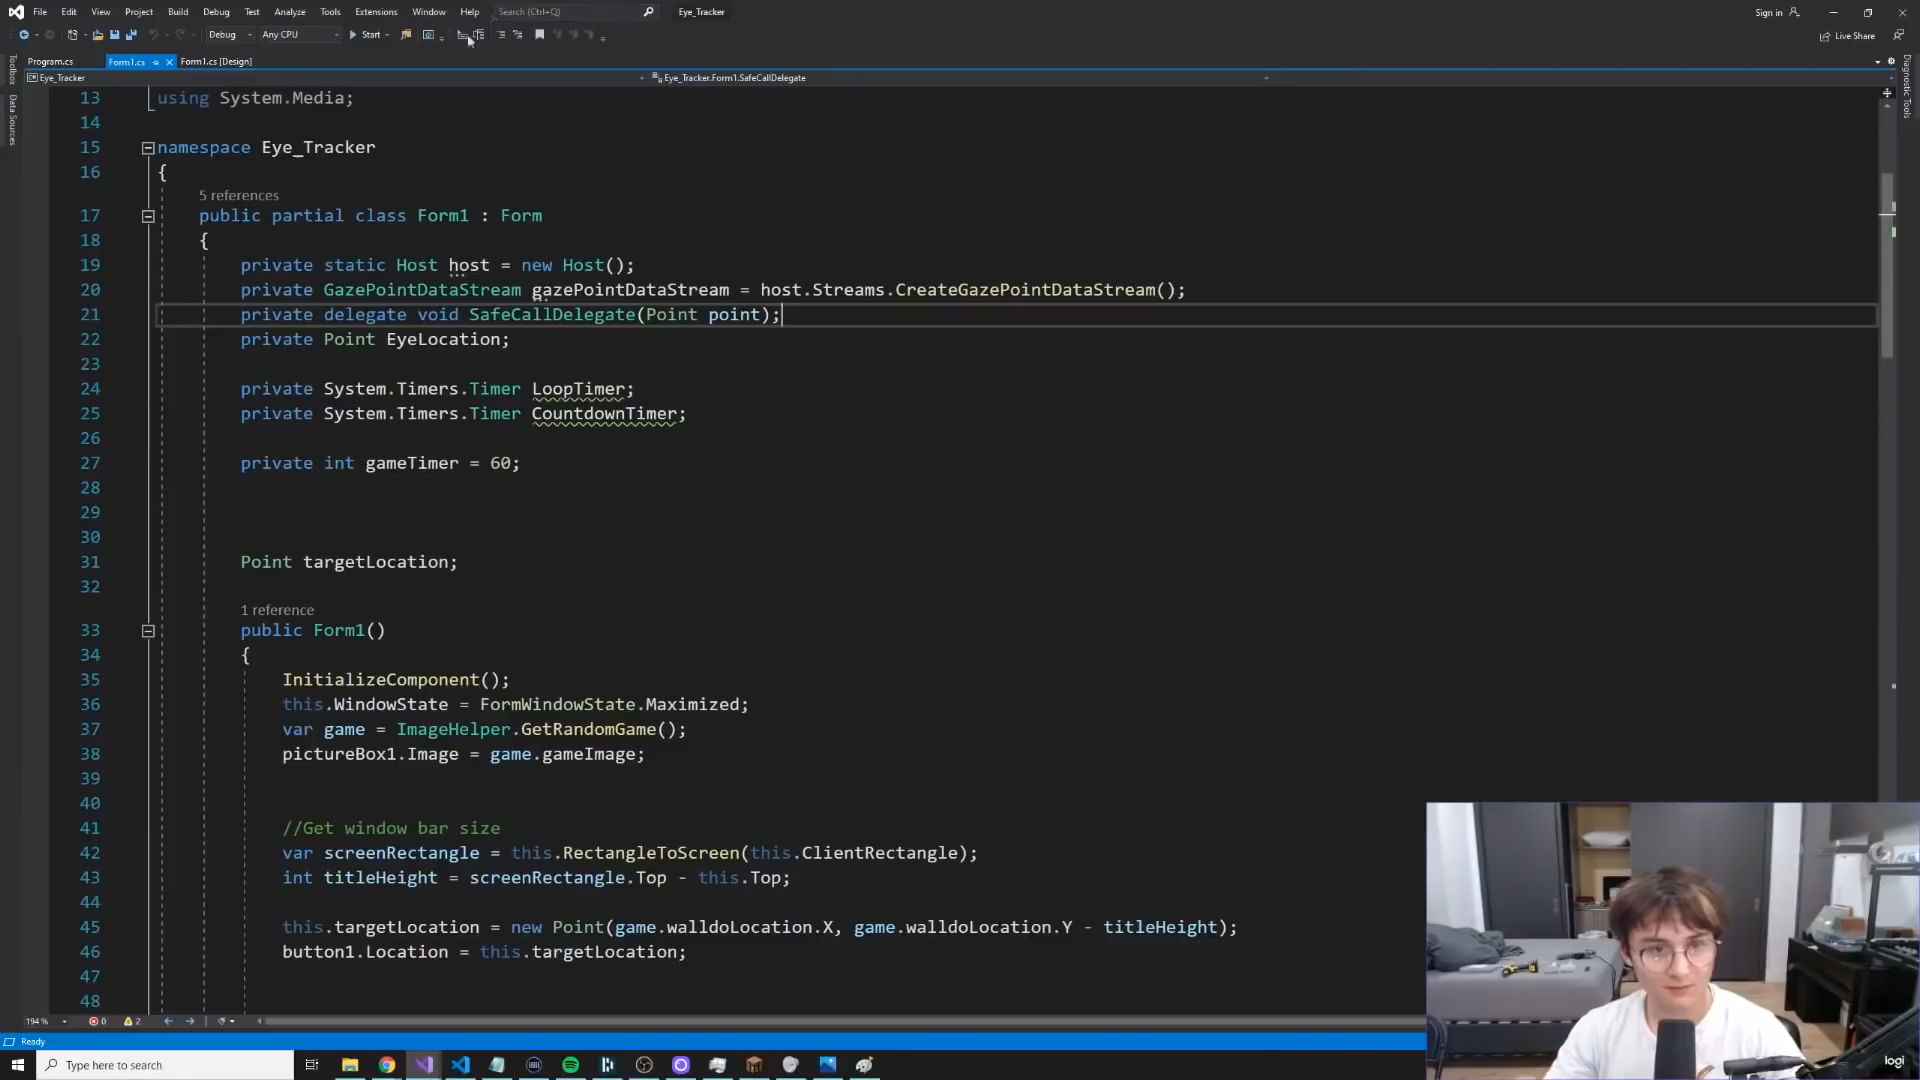 File Edit View Project Build Debug Test Analyze Tools Extensions Window Help Search (Ctrl+Q) Eye_Tracker Sign in
Debug Any CPU Start Live Share
Program.cs Form1.cs Form1.cs [Design]
Eye_Tracker Eye_Tracker.Form1.SafeCallDelegate
Toolbox
Data Sources
Diagnostic Tools
13 using System.Media;
14
15 namespace Eye_Tracker
16 {
5 references
17 public partial class Form1 : Form
18 {
19 private static Host host = new Host();
20 private GazePointDataStream gazePointDataStream = host.Streams.CreateGazePointDataStream();
21 private delegate void SafeCallDelegate(Point point);
22 private Point EyeLocation;
23
24 private System.Timers.Timer LoopTimer;
25 private System.Timers.Timer CountdownTimer;
26
27 private int gameTimer = 60;
28
29
30
31 Point targetLocation;
32
1 reference
33 public Form1()
34 {
35 InitializeComponent();
36 this.WindowState = FormWindowState.Maximized;
37 var game = ImageHelper.GetRandomGame();
38 pictureBox1.Image = game.gameImage;
39
40
41 //Get window bar size
42 var screenRectangle = this.RectangleToScreen(this.ClientRectangle);
43 int titleHeight = screenRectangle.Top - this.Top;
44
45 this.targetLocation = new Point(game.walldoLocation.X, game.walldoLocation.Y - titleHeight);
46 button1.Location = this.targetLocation;
47
48
194 % 0 2
Ready
Type here to search
logi